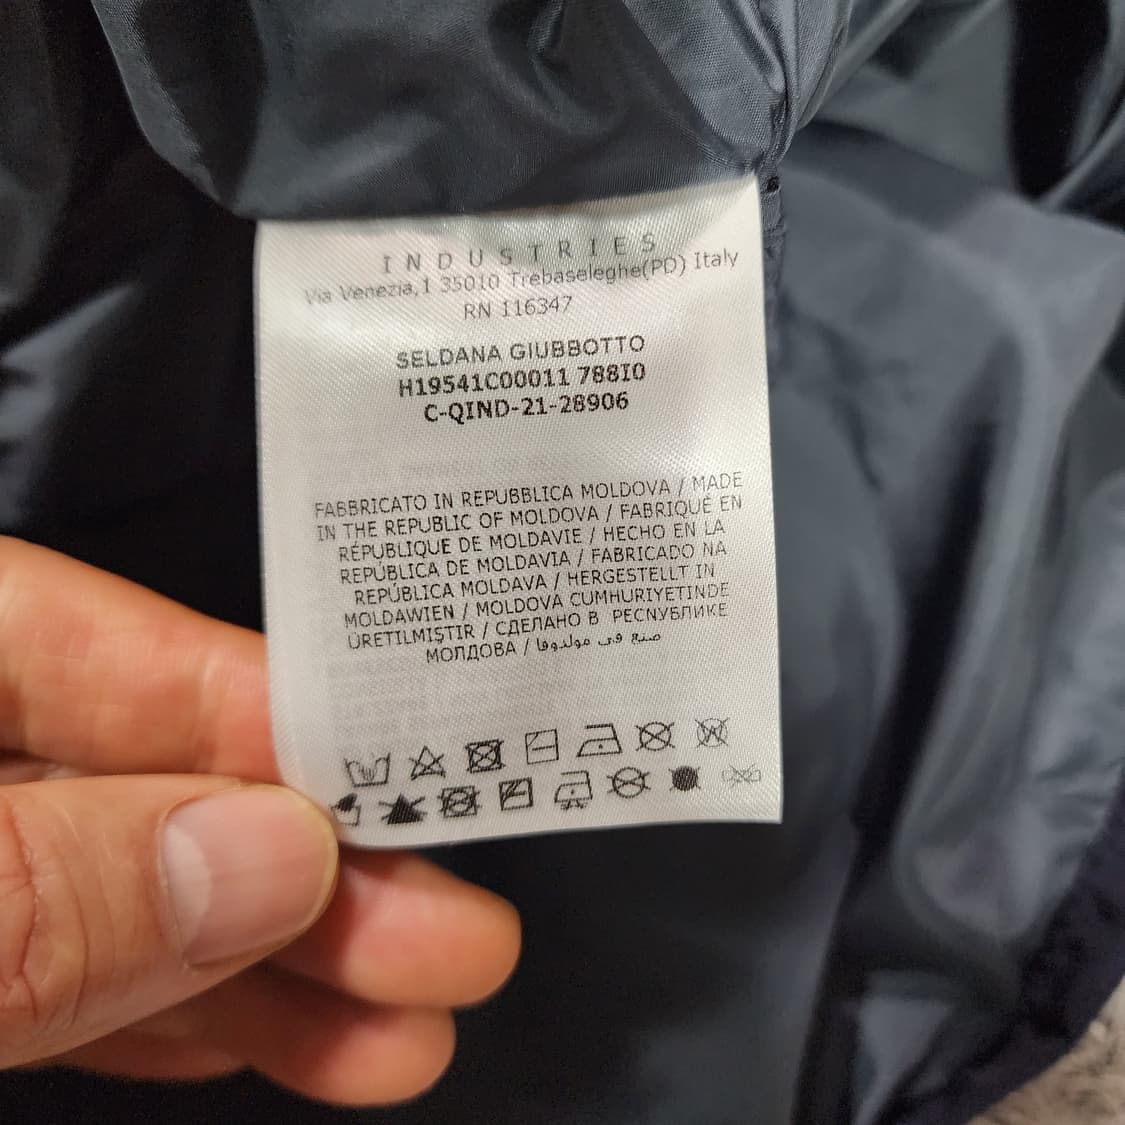 INDUSTRIES
Via Venezia,1 35010 Trebaseleghe(PD) Italy
RN 116347
SELDANA GIUBBOTTO
H19541C00011 788I0
C-QIND-21-28906
FABBRICATO IN REPUBBLICA MOLDOVA / MADE
IN THE REPUBLIC OF MOLDOVA / FABRIQUÉ EN
RÉPUBLIQUE DE MOLDAVIE / HECHO EN LA
REPÚBLICA DE MOLDAVIA / FABRICADO NA
REPÚBLICA MOLDAVA / HERGESTELLT IN
MOLDAWIEN / MOLDOVA CUMHURIYETINDE
ÜRETILMIŞTIR / СДЕЛАНО В РЕСПУБЛИКЕ
МОЛДОВА / صنع في مولدوفا